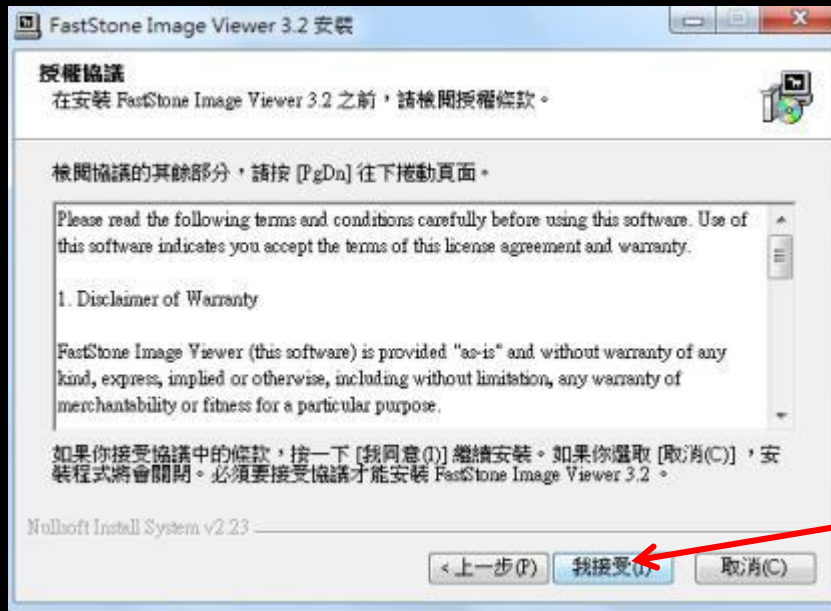 FastStone Image Viewer 3.2 安裝
授權協議
在安裝 FastStone Image Viewer 3.2 之前，請檢閱授權條款。
檢閱協議的其餘部分，請按 [PgDn] 往下捲動頁面。
Please read the following terms and conditions carefully before using this software. Use of
this software indicates you accept the terms of this license agreement and warranty.
1. Disclaimer of Warranty
FastStone Image Viewer (this software) is provided "as-is" and without warranty of any
kind, express, implied or otherwise, including without limitation, any warranty of
merchantability or fitness for a particular purpose.
如果你接受協議中的條款，按一下 [我同意(I)] 繼續安裝。如果你選取 [取消(C)] ，安
裝程式將會關閉。必須要接受協議才能安裝 FastStone Image Viewer 3.2 。
Nullsoft Install System v2.23
<上一步(P)
我接受(I)
取消(C)